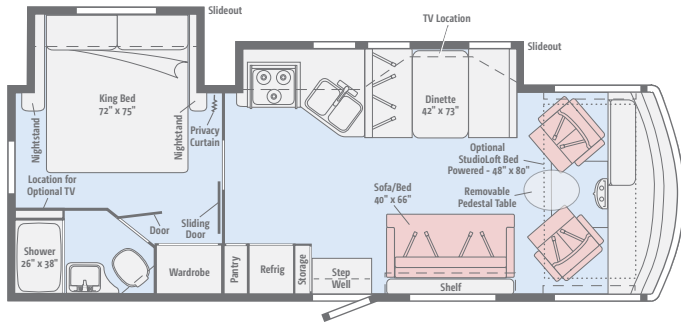 Slideout
TV Location
Slideout
King Bed
72" x 75"
Nightstand
Nightstand
Privacy
Curtain
Dinette
42" x 73"
Optional
StudioLoft Bed
Powered - 48" x 80"
Removable
Pedestal Table
Location for
Optional TV
Sofa/Bed
40" x 66"
Door
Sliding
Door
Shower
26" x 38"
Wardrobe
Pantry
Refrig
Storage
Step
Well
Shelf